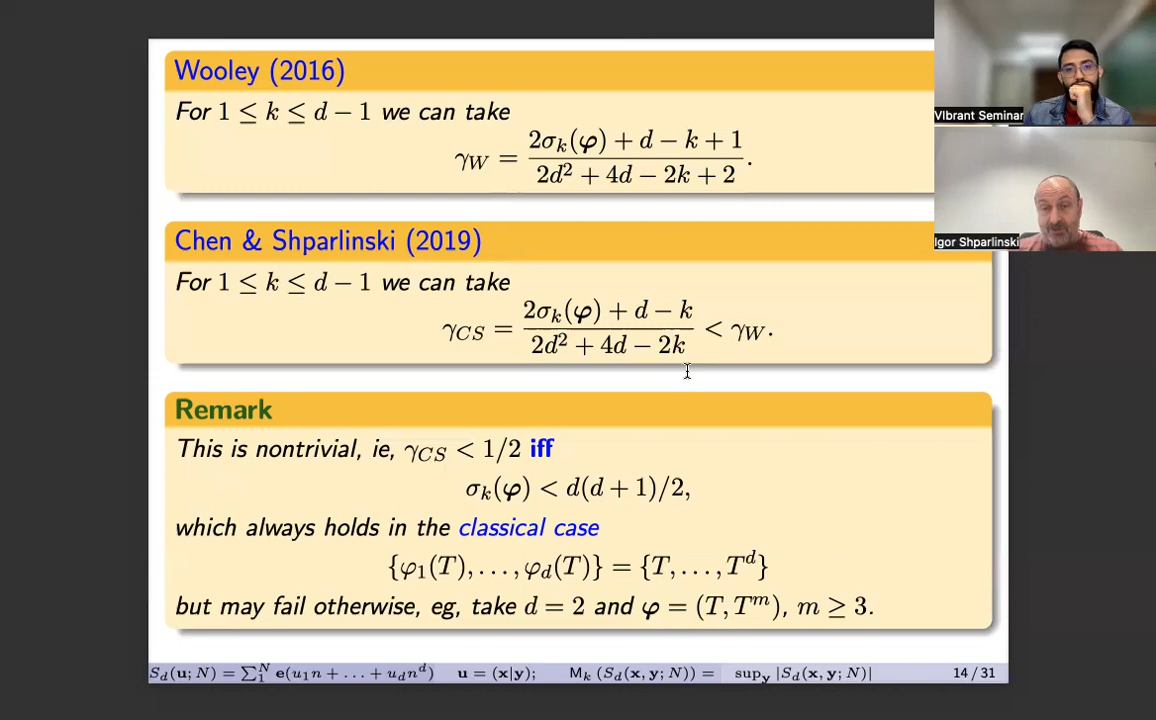 Wooley (2016)
For 1 ≤ k ≤ d − 1 we can take
γ_W = (2σ_k(φ) + d − k + 1) / (2d² + 4d − 2k + 2).
Chen & Shparlinski (2019)
For 1 ≤ k ≤ d − 1 we can take
γ_CS = (2σ_k(φ) + d − k) / (2d² + 4d − 2k) < γ_W.
Remark
This is nontrivial, ie, γ_CS < 1/2 iff
σ_k(φ) < d(d + 1)/2,
which always holds in the classical case
{φ₁(T), . . . , φ_d(T)} = {T, . . . , T^d}
but may fail otherwise, eg, take d = 2 and φ = (T, T^m), m ≥ 3.
S_d(u; N) = ∑₁^N e(u₁n + . . . + u_d n^d) u = (x|y); M_k (S_d(x, y; N)) = sup_y |S_d(x, y; N)| 14 / 31
VIbrant Seminar
Igor Shparlinski